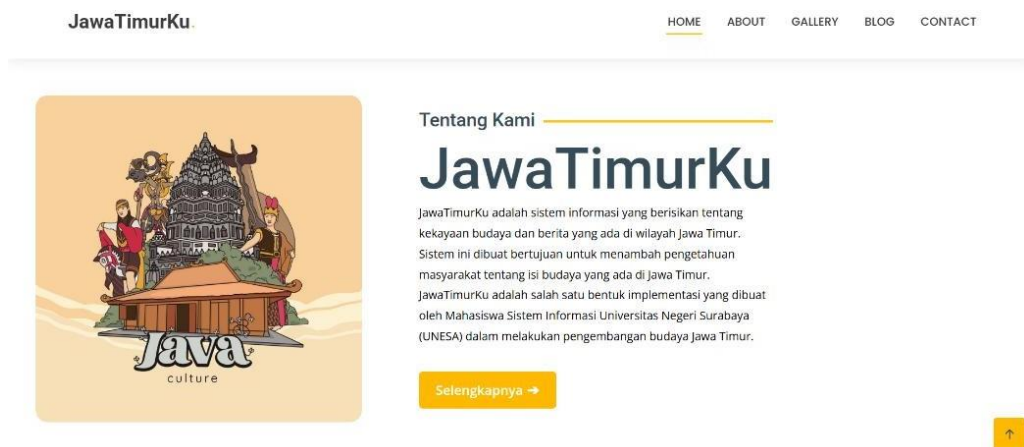 JawaTimurKu.
HOME ABOUT GALLERY BLOG CONTACT
Java
culture
Tentang Kami
JawaTimurKu
JawaTimurKu adalah sistem informasi yang berisikan tentang
kekayaan budaya dan berita yang ada di wilayah Jawa Timur.
Sistem ini dibuat bertujuan untuk menambah pengetahuan
masyarakat tentang isi budaya yang ada di Jawa Timur.
JawaTimurKu adalah salah satu bentuk implementasi yang dibuat
oleh Mahasiswa Sistem Informasi Universitas Negeri Surabaya
(UNESA) dalam melakukan pengembangan budaya Jawa Timur.
Selengkapnya ➔